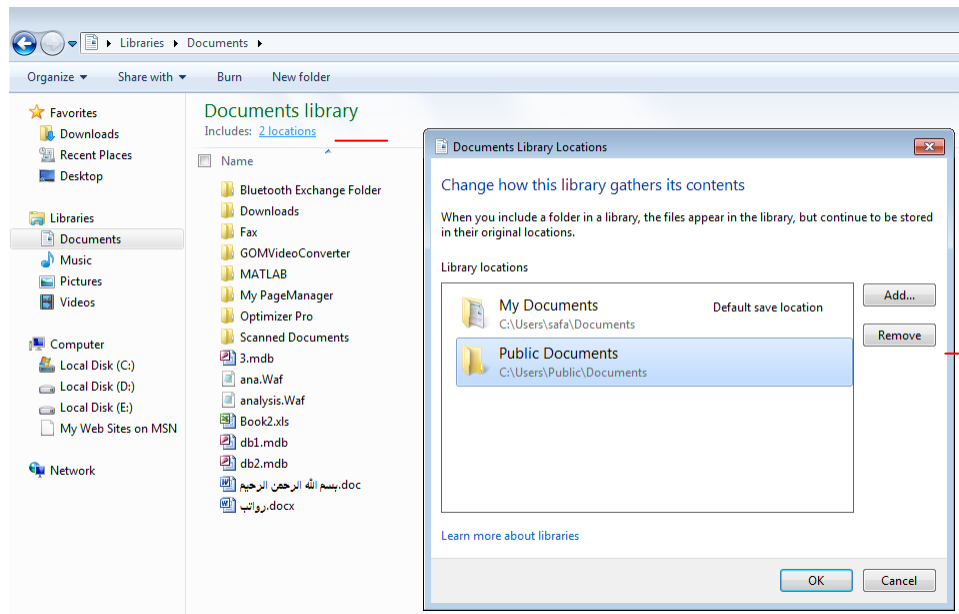 Libraries Documents
Organize Share with Burn New folder
Favorites
Downloads
Recent Places
Desktop
Libraries
Documents
Music
Pictures
Videos
Computer
Local Disk (C:)
Local Disk (D:)
Local Disk (E:)
My Web Sites on MSN
Network
Documents library
Includes: 2 locations
Name
Bluetooth Exchange Folder
Downloads
Fax
GOMVideoConverter
MATLAB
My PageManager
Optimizer Pro
Scanned Documents
3.mdb
ana.Waf
analysis.Waf
Book2.xls
db1.mdb
db2.mdb
بسم الله الرحمن الرحيم.doc
رواتب.docx
Documents Library Locations
Change how this library gathers its contents
When you include a folder in a library, the files appear in the library, but continue to be stored
in their original locations.
Library locations
My Documents Default save location
C:\Users\safa\Documents
Public Documents
C:\Users\Public\Documents
Add...
Remove
Learn more about libraries
OK Cancel